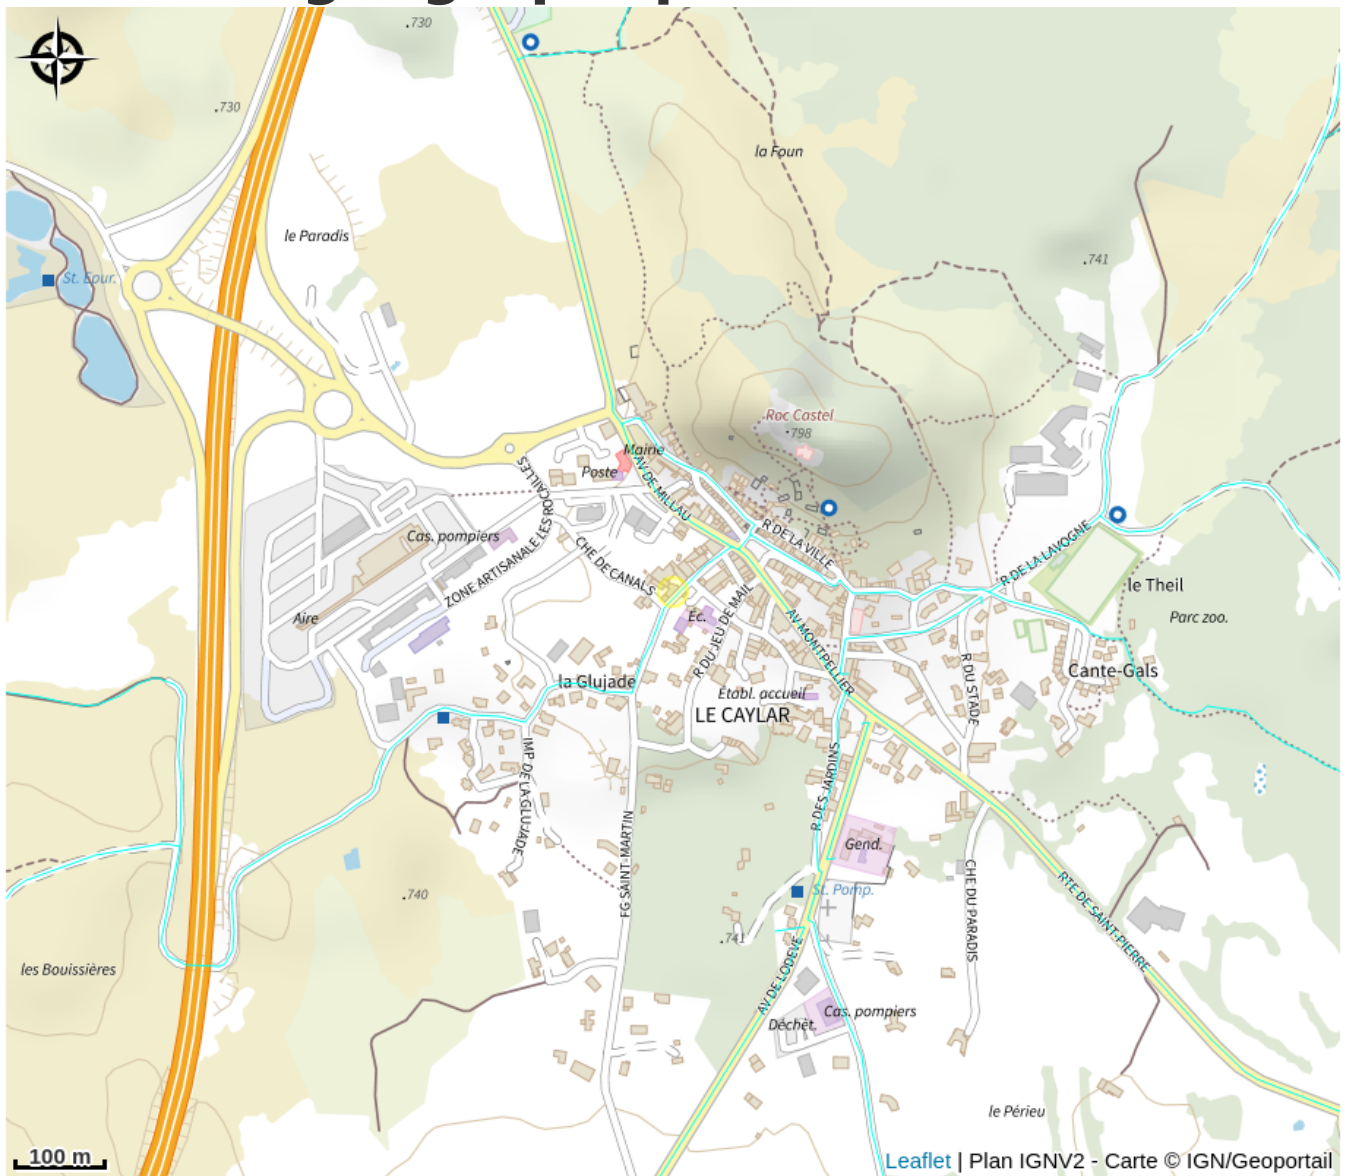 .730
.730
la Foun
le Paradis
.741
St. Epur.
Roc Castel
.798
Mairie
Poste
AV DE MILLAU
ZONE ARTISANALE LES ROCAILLES
Cas. pompiers
R DE LA VILLE
CHE DE CANALS
R DE LA LAVOGNE
le Theil
Parc zoo.
Aire
Ec.
R DU JEU DE MAIL
AV MONTPELLIER
la Glujade
Etabl. accueil
LE CAYLAR
R DU STADE
Cante-Gals
IMP. DE LA GLUJADE
R DES JARDINS
FG SAINT-MARTIN
Gend.
St. Pomp.
CHE DU PARADIS
RTE DE SAINT-PIERRE
.740
.741
les Bouissières
AV DE LODEVE
Cas. pompiers
Déchèt.
le Périeu
100 m
Leaflet | Plan IGNV2 - Carte © IGN/Geoportail